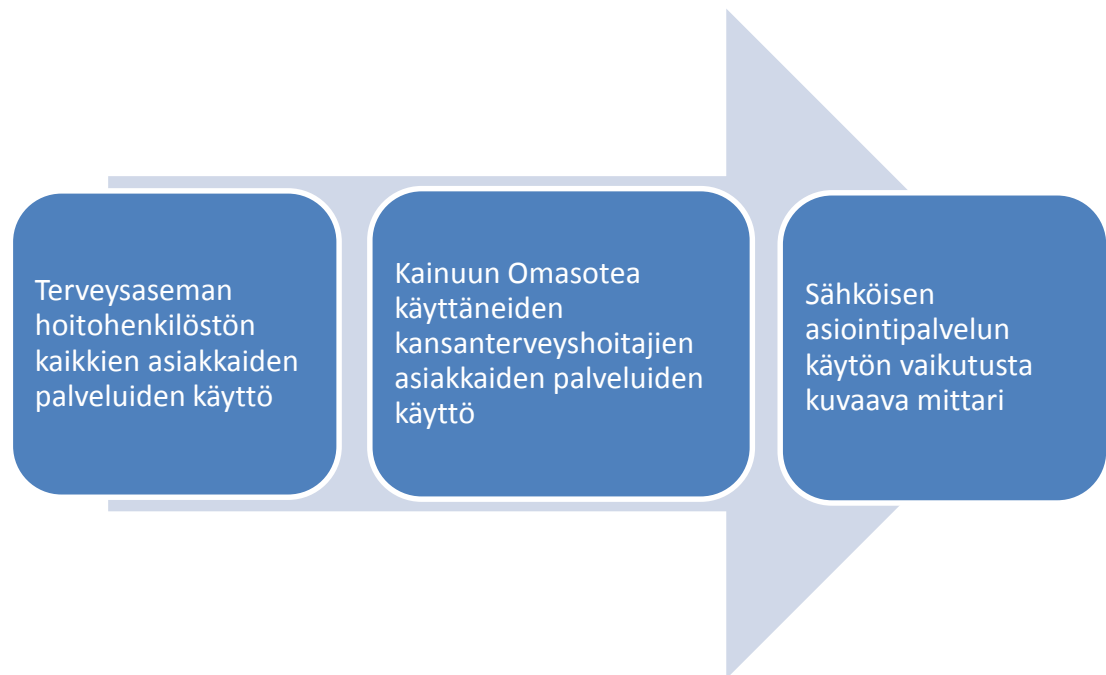 Terveysaseman
hoitohenkilöstön
kaikkien asiakkaiden
palveluiden käyttö
Kainuun Omasotea
käyttäneiden
kansanterveyshoitajien
asiakkaiden palveluiden
käyttö
Sähköisen
asiointipalvelun
käytön vaikutusta
kuvaava mittari